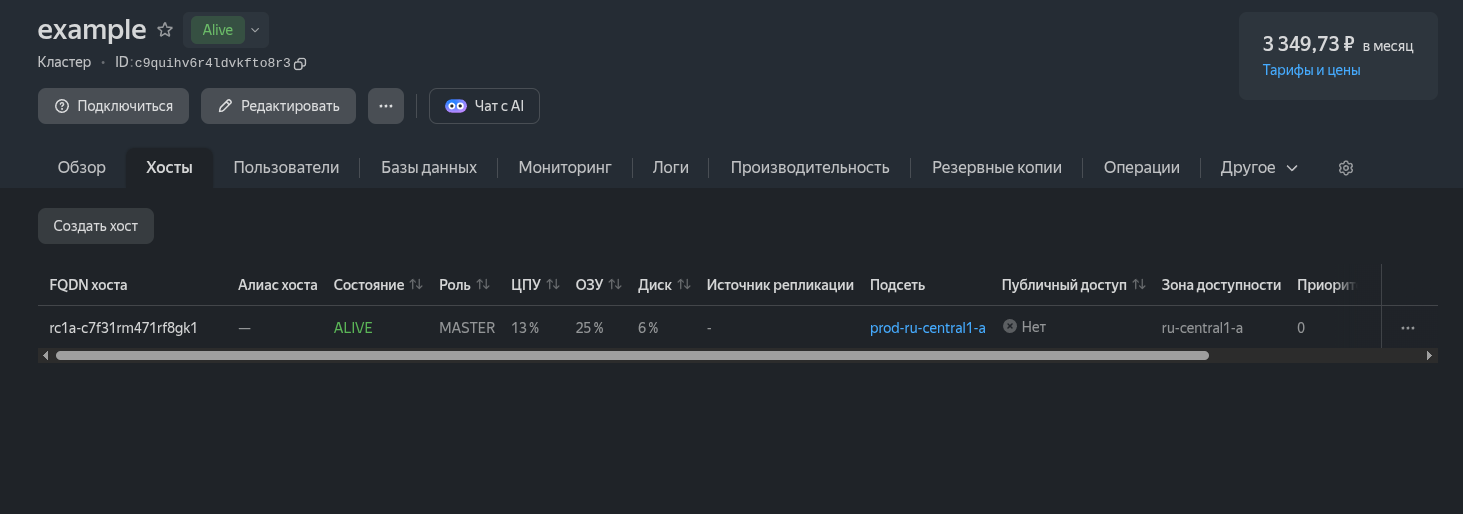 example
Alive
3 349,73 ₽ в месяц
Тарифы и цены
Кластер • ID:c9quihv6r4ldvkfto8r3
Подключиться
Редактировать
Чат с AI
Обзор
Хосты
Пользователи
Базы данных
Мониторинг
Логи
Производительность
Резервные копии
Операции
Другое
Создать хост
FQDN хоста Алиас хоста Состояние Роль ЦПУ ОЗУ Диск Источник репликации Подсеть Публичный доступ Зона доступности Приорит
rc1a-c7f31rm471rf8gk1 — ALIVE MASTER 13 % 25 % 6 % - prod-ru-central1-a Нет ru-central1-a 0